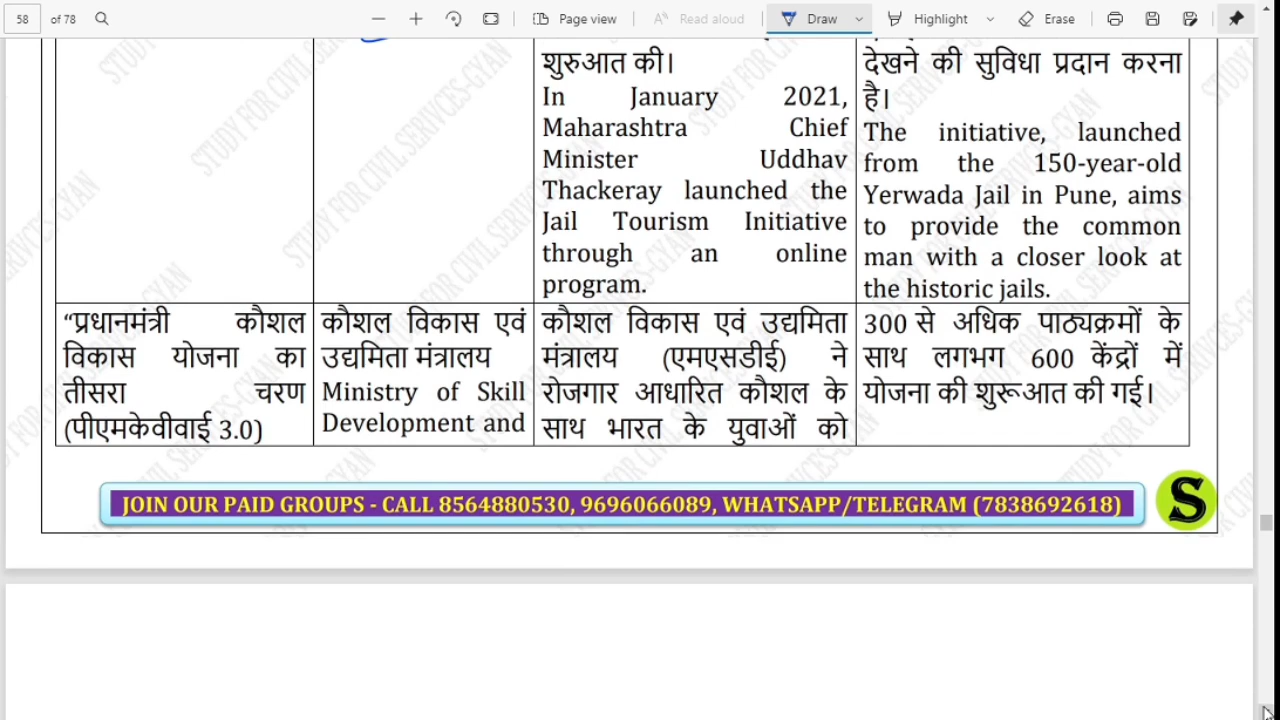 58 of 78 Page view Read aloud Draw Highlight Erase
शुरुआत की।
In January 2021,
Maharashtra Chief
Minister Uddhav
Thackeray launched the
Jail Tourism Initiative
through an online
program.
देखने की सुविधा प्रदान करना
है।
The initiative, launched
from the 150-year-old
Yerwada Jail in Pune, aims
to provide the common
man with a closer look at
the historic jails.
“प्रधानमंत्री कौशल
विकास योजना का
तीसरा चरण
(पीएमकेवीवाई 3.0)
कौशल विकास एवं
उद्यमिता मंत्रालय
Ministry of Skill
Development and
कौशल विकास एवं उद्यमिता
मंत्रालय (एमएसडीई) ने
रोजगार आधारित कौशल के
साथ भारत के युवाओं को
300 से अधिक पाठ्यक्रमों के
साथ लगभग 600 केंद्रों में
योजना की शुरूआत की गई।
JOIN OUR PAID GROUPS - CALL 8564880530, 9696066089, WHATSAPP/TELEGRAM (7838692618)
S
STUDY FOR CIVIL SERIVCES-GYAN